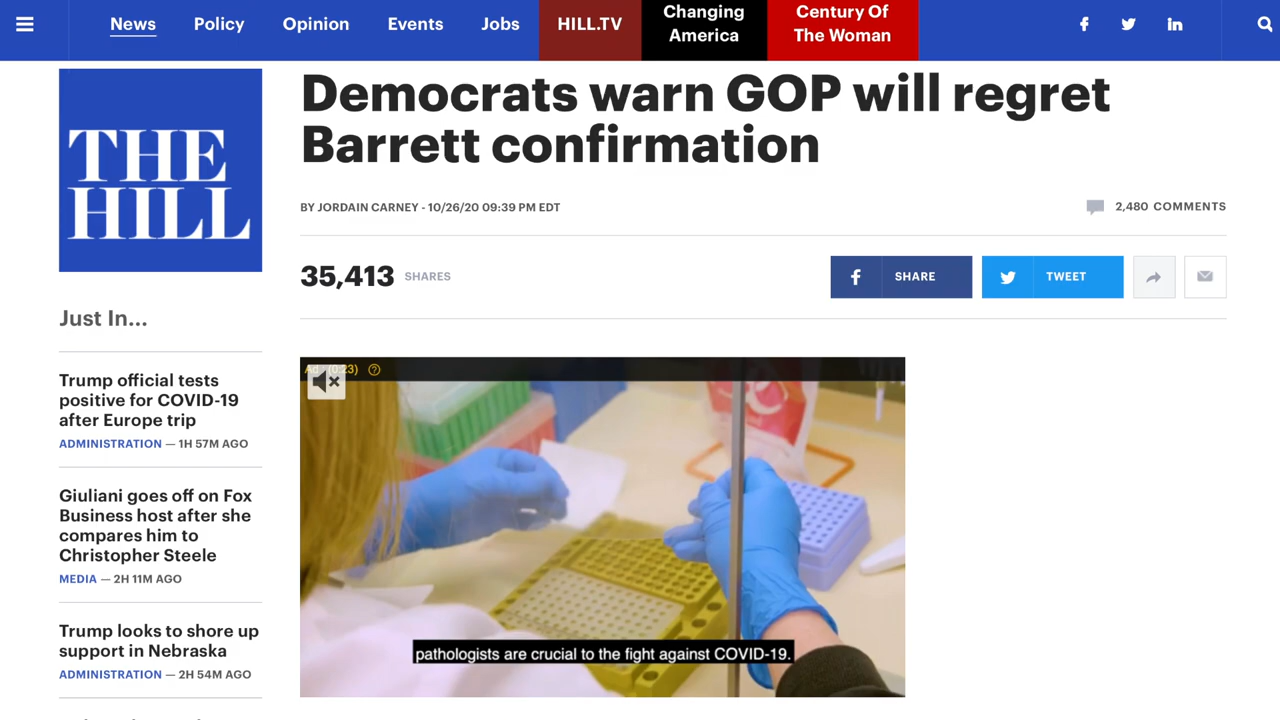 News Policy Opinion Events Jobs HILL.TV
Changing
America
Century Of
The Woman
THE
HILL
Democrats warn GOP will regret
Barrett confirmation
BY JORDAIN CARNEY - 10/26/20 09:39 PM EDT
2,480 COMMENTS
35,413 SHARES
SHARE
TWEET
Just In...
Trump official tests
positive for COVID-19
after Europe trip
ADMINISTRATION — 1H 57M AGO
Giuliani goes off on Fox
Business host after she
compares him to
Christopher Steele
MEDIA — 2H 11M AGO
Trump looks to shore up
support in Nebraska
ADMINISTRATION — 2H 54M AGO
Ad (0:23)
pathologists are crucial to the fight against COVID-19.